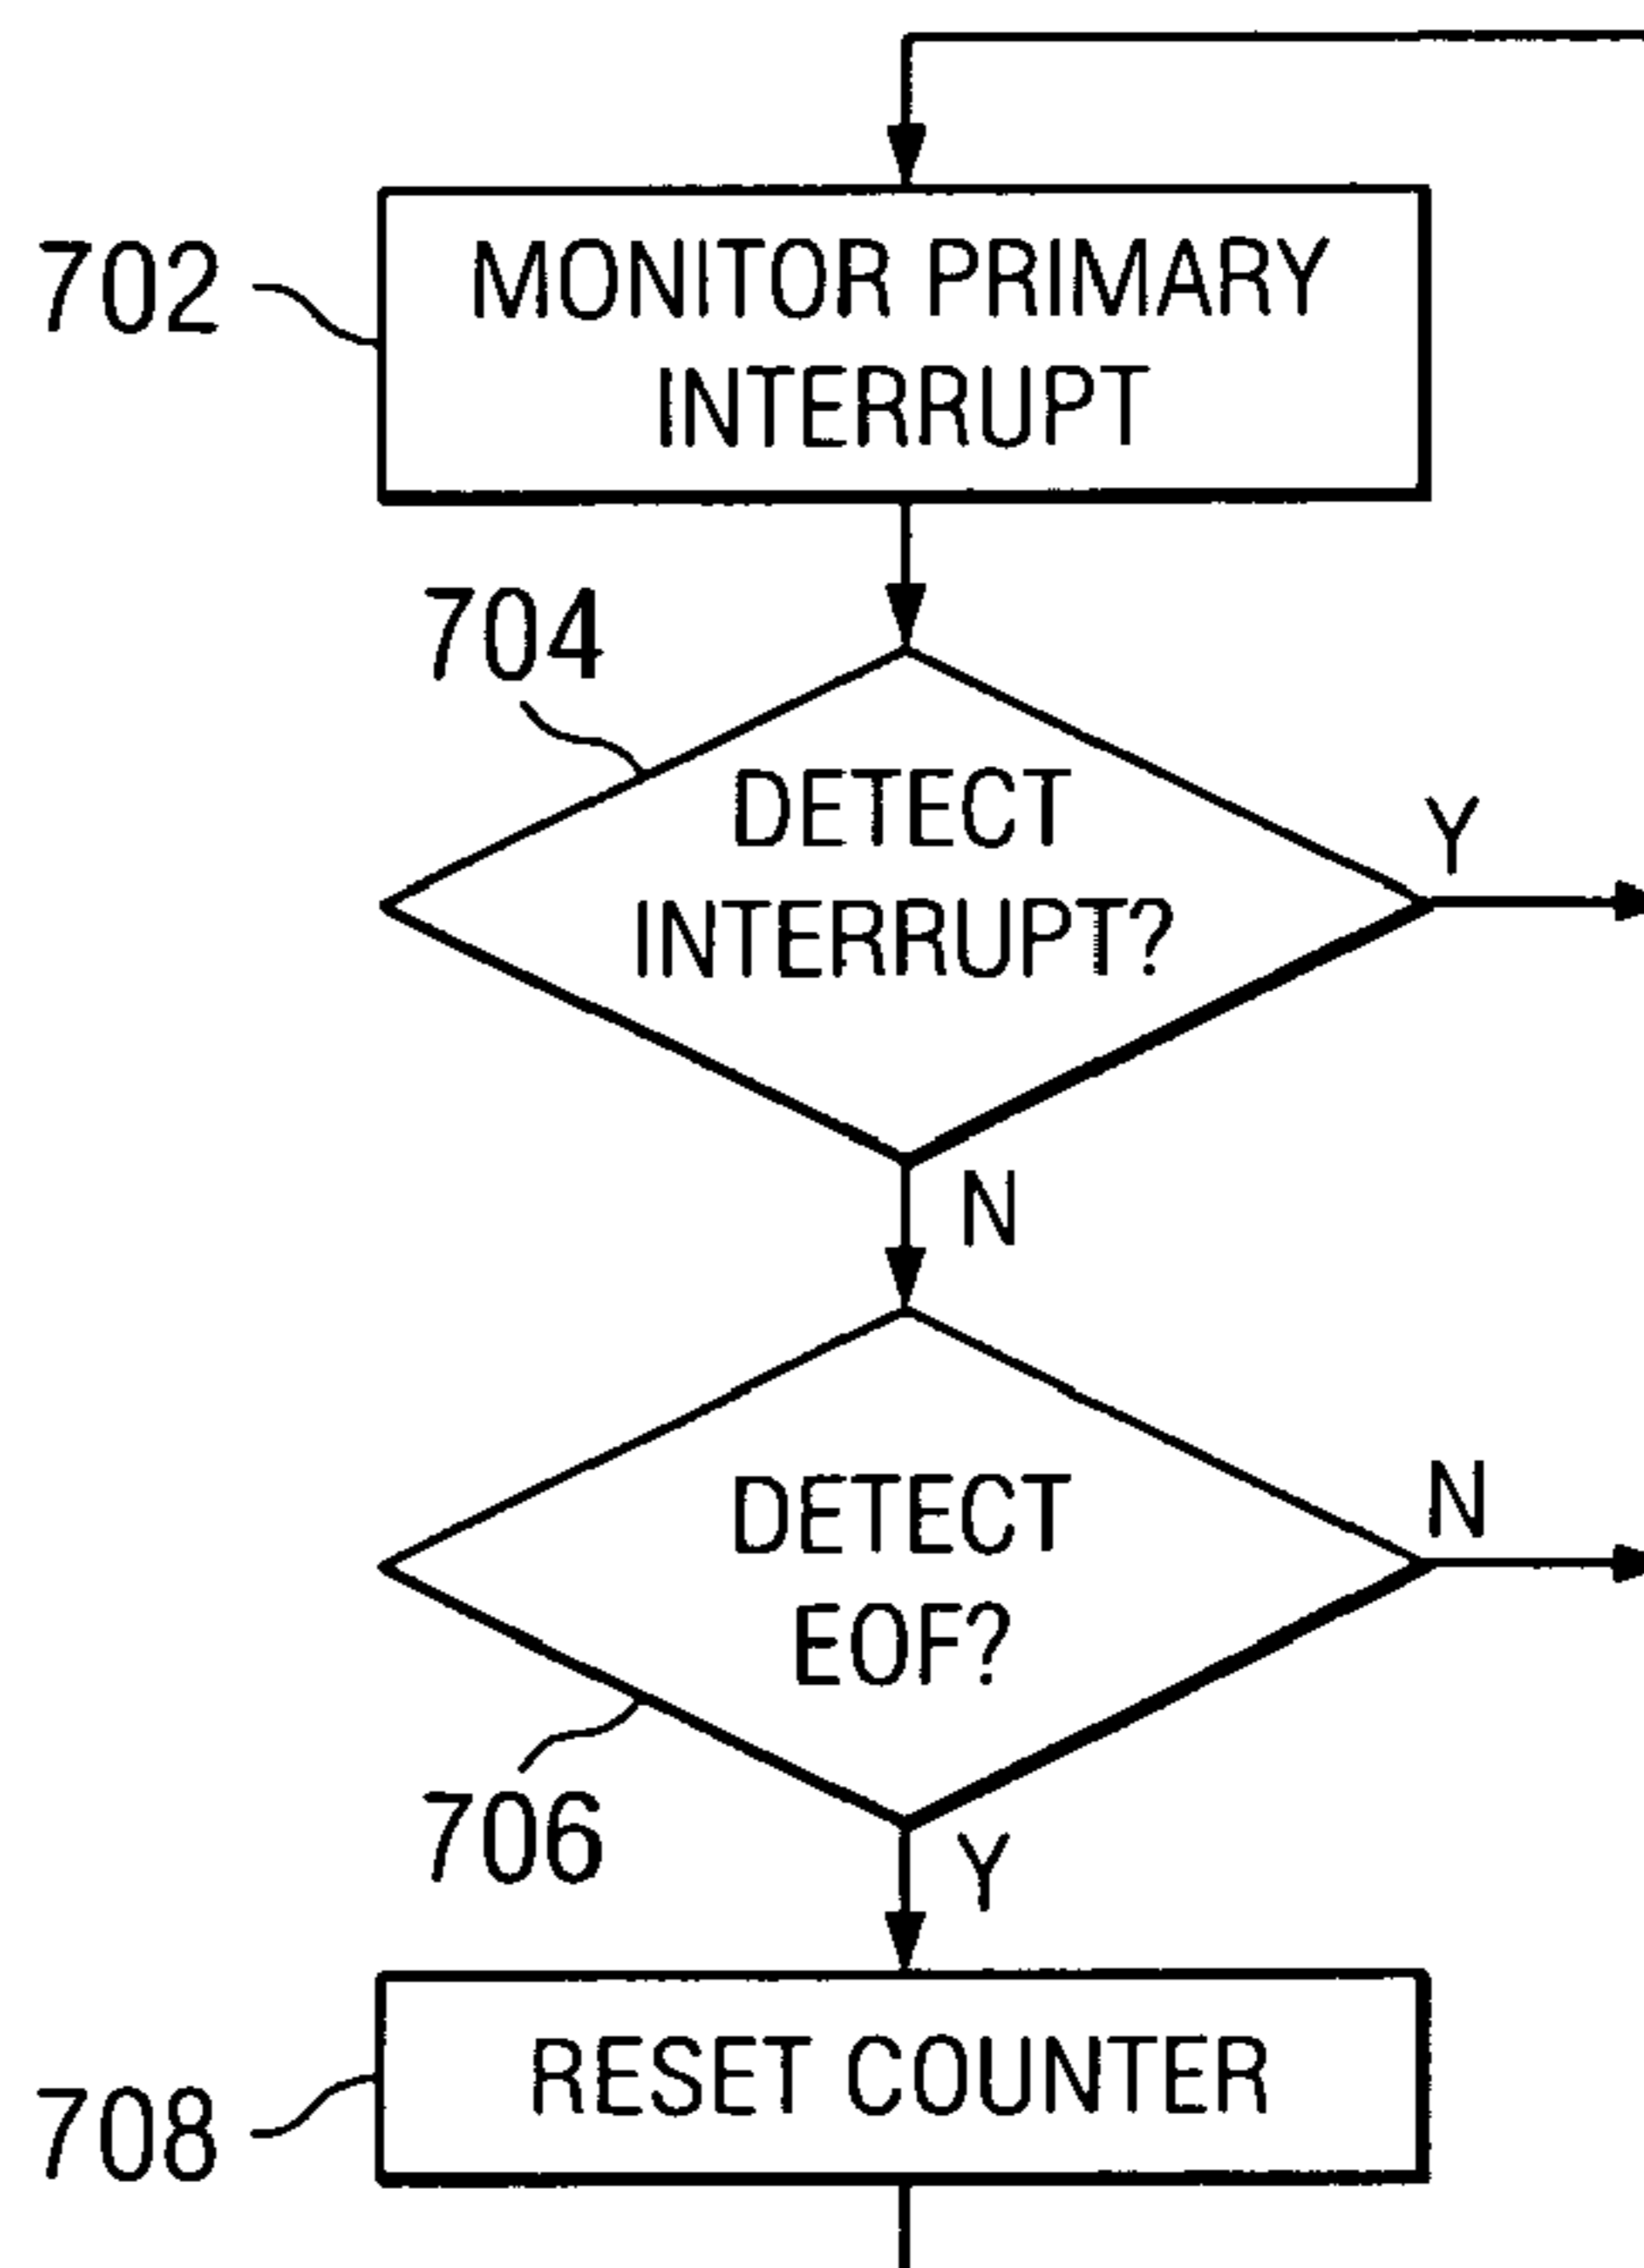 702
MONITOR PRIMARY
INTERRUPT
704
DETECT
INTERRUPT?
Y
N
DETECT
EOF?
N
706
Y
RESET COUNTER
708